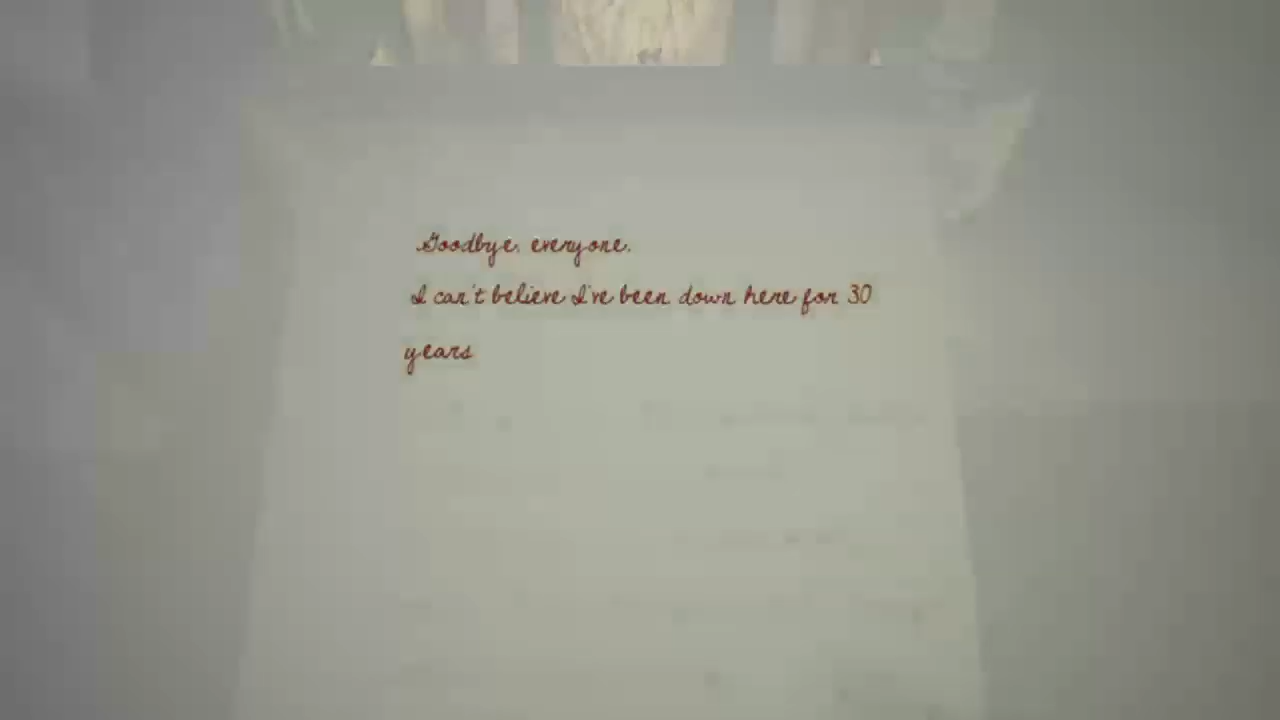 Goodbye, everyone.
I can't believe I've been down here for 30
years